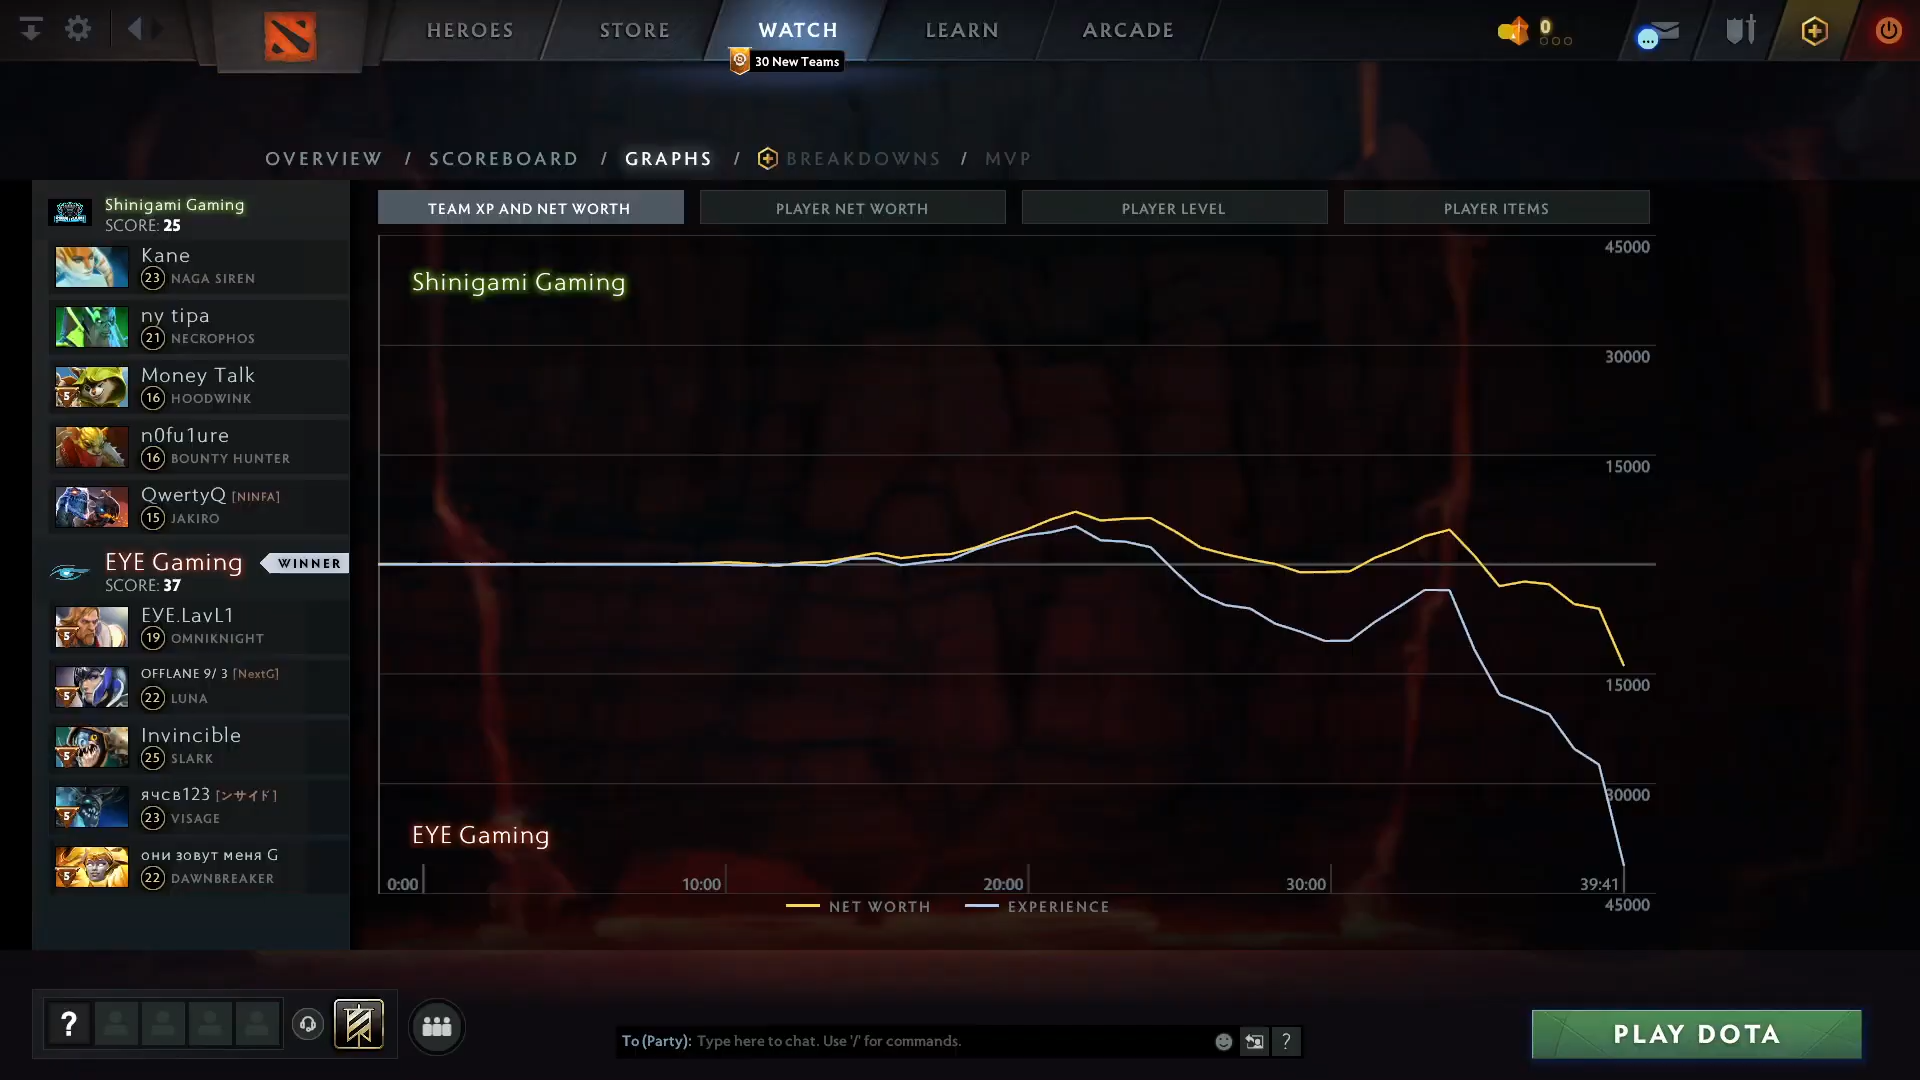 HEROES
STORE
WATCH
LEARN
ARCADE
0
30 New Teams
OVERVIEW / SCOREBOARD / GRAPHS / BREAKDOWNS / MVP
Shinigami Gaming
SCORE: 25
Kane
23 NAGA SIREN
ny tipa
21 NECROPHOS
Money Talk
5
16 HOODWINK
n0fu1ure
16 BOUNTY HUNTER
QwertyQ [NINFA]
15 JAKIRO
EYE Gaming
WINNER
SCORE: 37
EYE.LavL1
5
19 OMNIKNIGHT
OFFLANE 9/ 3 [NextG]
5
22 LUNA
Invincible
5
25 SLARK
ячсв123 [ンサイド]
5
23 VISAGE
они зовут меня G
5
22 DAWNBREAKER
TEAM XP AND NET WORTH
PLAYER NET WORTH
PLAYER LEVEL
PLAYER ITEMS
45000
Shinigami Gaming
30000
15000
15000
30000
EYE Gaming
0:00
10:00
20:00
30:00
39:41
45000
NET WORTH
EXPERIENCE
?
To (Party): Type here to chat. Use '/' for commands.
?
PLAY DOTA